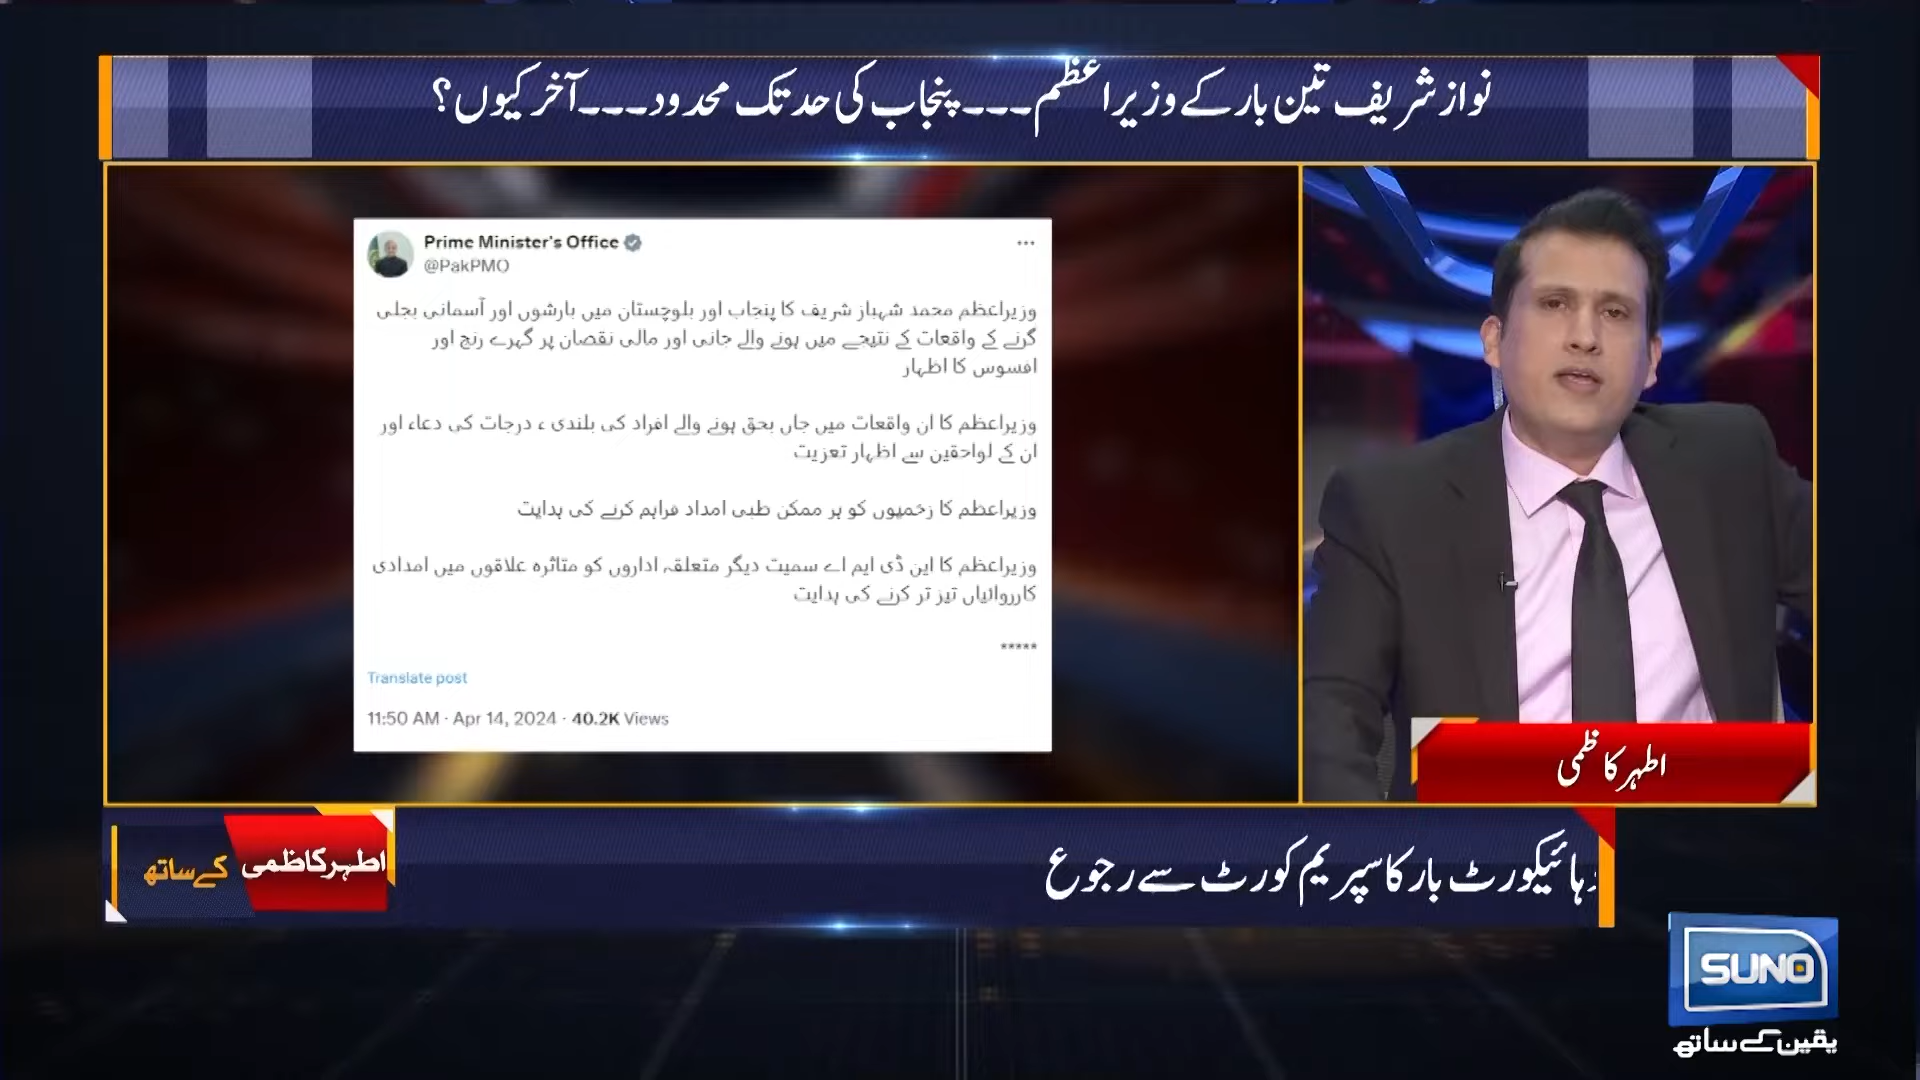 نواز شریف تین بار کے وزیراعظم۔۔۔پنجاب کی حد تک محدود۔۔۔آخر کیوں؟
Prime Minister's Office
@PakPMO
وزیراعظم محمد شہباز شریف کا پنجاب اور بلوچستان میں بارشوں اور آسمانی بجلی
گرنے کے واقعات کے نتیجے میں ہونے والے جانی اور مالی نقصان پر گہرے رنج اور
افسوس کا اظہار
وزیراعظم کا ان واقعات میں جاں بحق ہونے والے افراد کی بلندی ء درجات کی دعاء اور
ان کے لواحقین سے اظہار تعزیت
وزیراعظم کا زخمیوں کو ہر ممکن طبی امداد فراہم کرنے کی ہدایت
وزیراعظم کا این ڈی ایم اے سمیت دیگر متعلقہ اداروں کو متاثرہ علاقوں میں امدادی
کارروائیاں تیز تر کرنے کی ہدایت
*****
Translate post
11:50 AM · Apr 14, 2024 · 40.2K Views
اطہر کاظمی
اطہر کاظمی کے ساتھ
ہائیکورٹ بار کا سپریم کورٹ سے رجوع
SUNO
یقین کے ساتھ